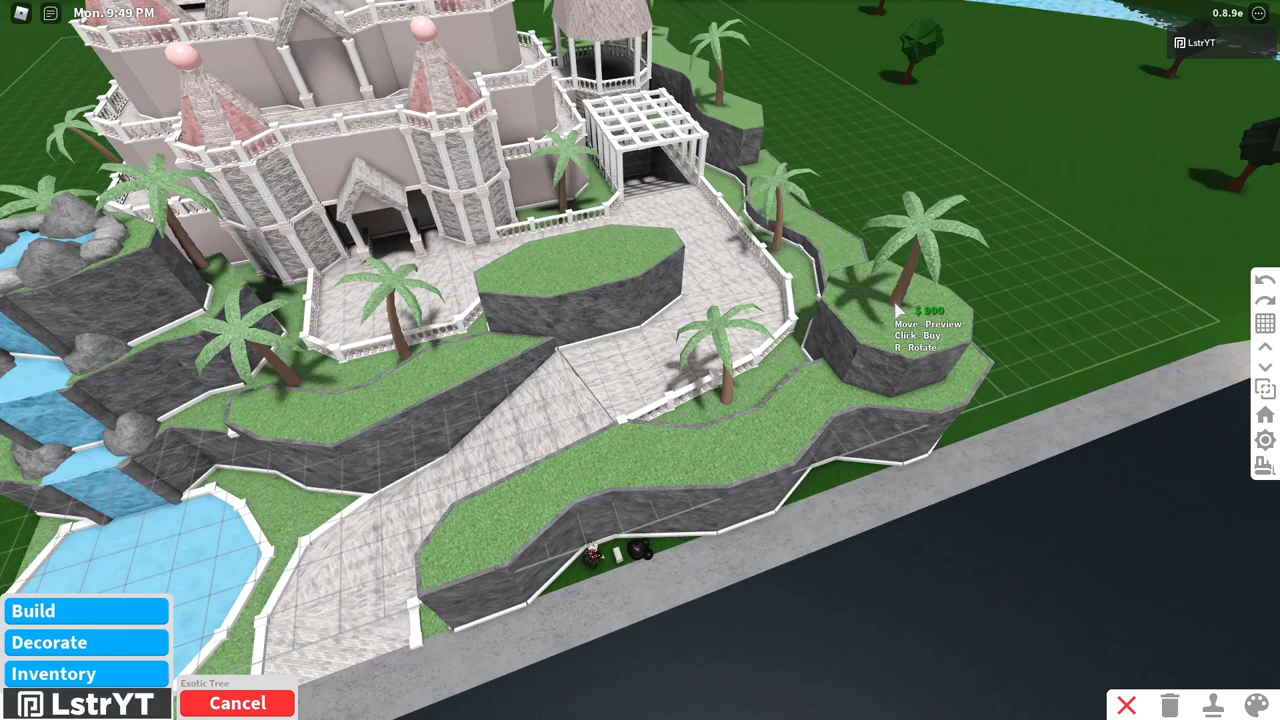 Mon. 9:49 PM
0.8.9e
LstrYT
$ 900
Move - Preview
Click - Buy
R - Rotate
Build
Decorate
Inventory
Exotic Tree
LstrYT
Cancel